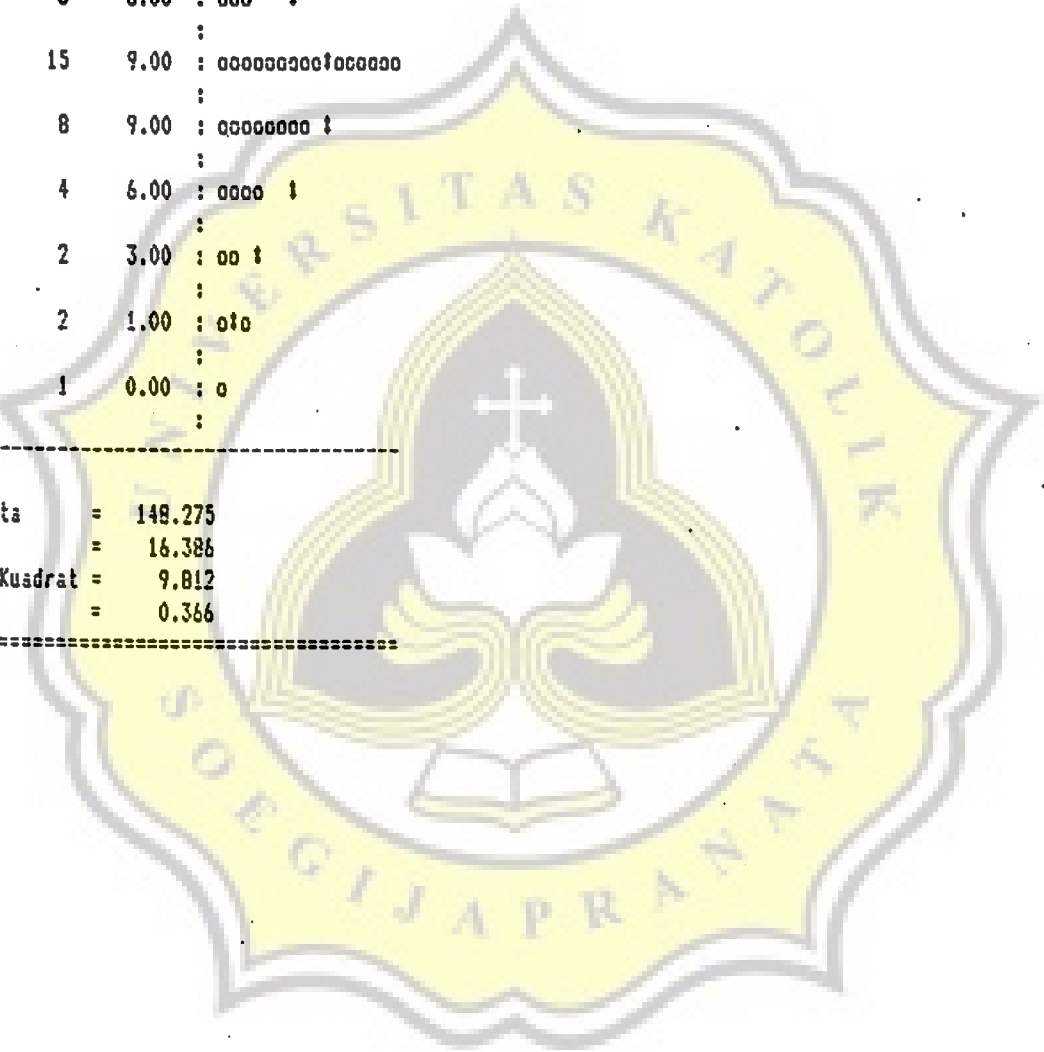 15 9.00 : oooooooooo‡oooooo
:
8 9.00 : oooooooo ‡
:
4 6.00 : oooo ‡
:
2 3.00 : oo ‡
:
2 1.00 : o‡o
:
1 0.00 : o
:
----------------------------------------
ta = 148.275
= 16.386
Kuadrat = 9.812
= 0.366
========================================
UNIVERSITAS KATOLIK
SOEGIJAPRANATA